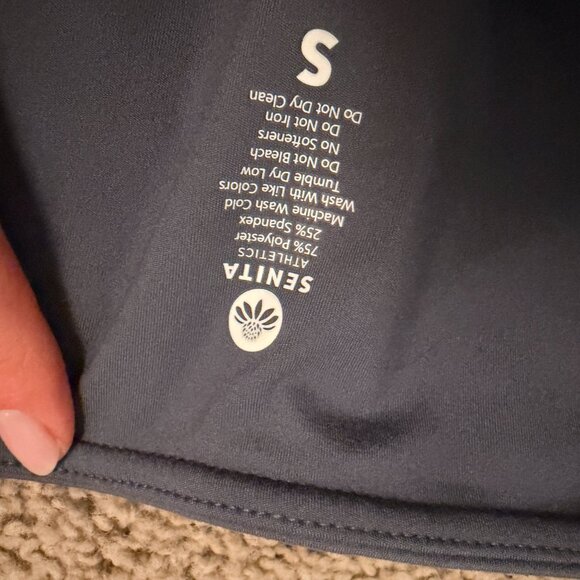 SENITA
ATHLETICS
75% Polyester
25% Spandex
Machine Wash Cold
Wash With Like Colors
Tumble Dry Low
Do Not Bleach
No Softeners
Do Not Iron
Do Not Dry Clean
S